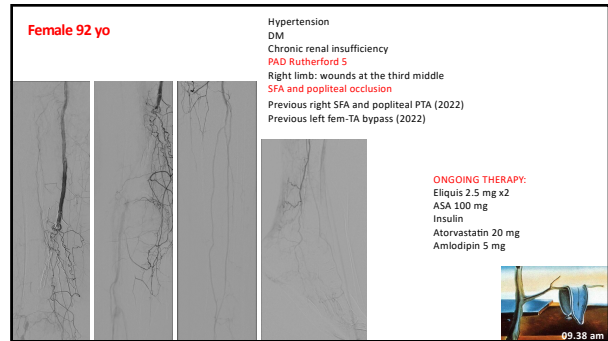 Female 92 yo
Hypertension
DM
Chronic renal insufficiency
PAD Rutherford 5
Right limb: wounds at the third middle
SFA and popliteal occlusion
Previous right SFA and popliteal PTA (2022)
Previous left fem-TA bypass (2022)
ONGOING THERAPY:
Eliquis 2.5 mg x2
ASA 100 mg
Insulin
Atorvastatin 20 mg
Amlodipin 5 mg
09.38 am